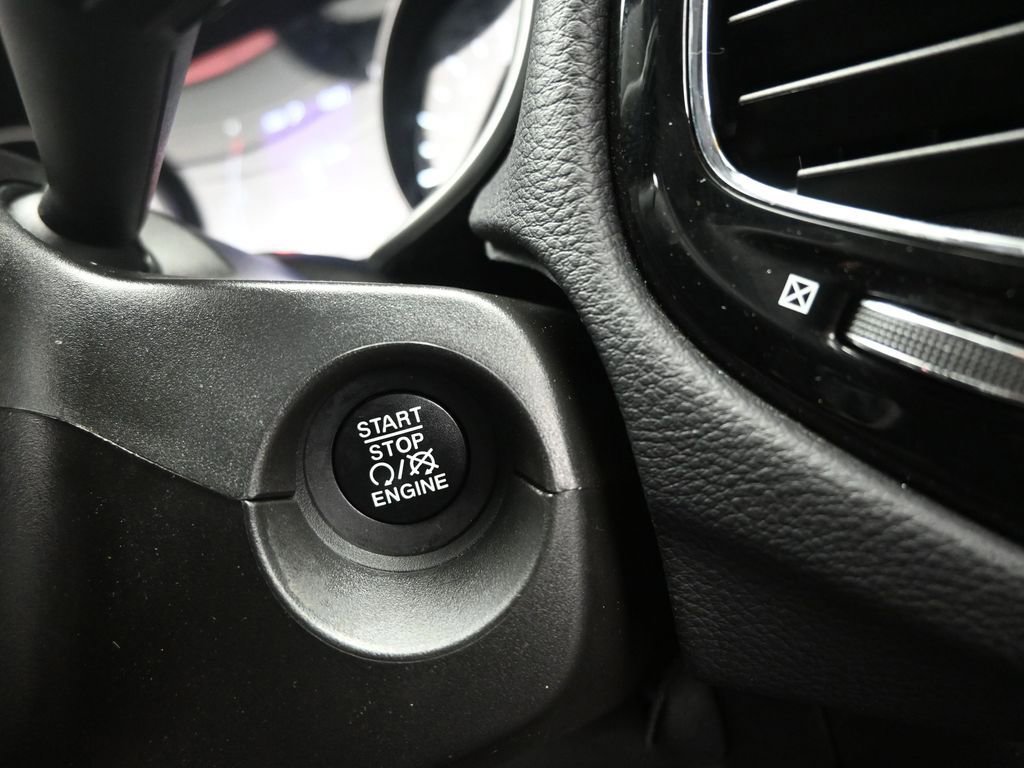 START
STOP
/
ENGINE